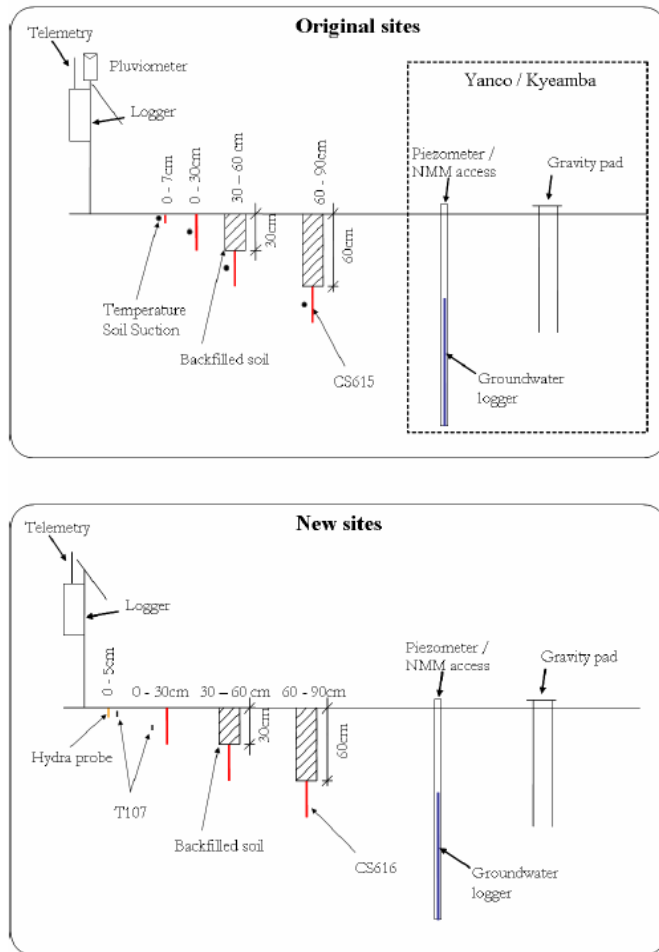 Original sites
Telemetry
Pluviometer
Logger
Yanco / Kyeamba
0 - 7cm
0 - 30cm
30 – 60 cm
60 - 90cm
Piezometer /
NMM access
Gravity pad
30cm
60cm
Temperature
Soil Suction
Backfilled soil
CS615
Groundwater
logger
New sites
Telemetry
Logger
Piezometer /
NMM access
Gravity pad
0 - 5cm
0 - 30cm
30 – 60 cm
60 - 90cm
30cm
60cm
Hydra probe
T107
Backfilled soil
CS616
Groundwater
logger